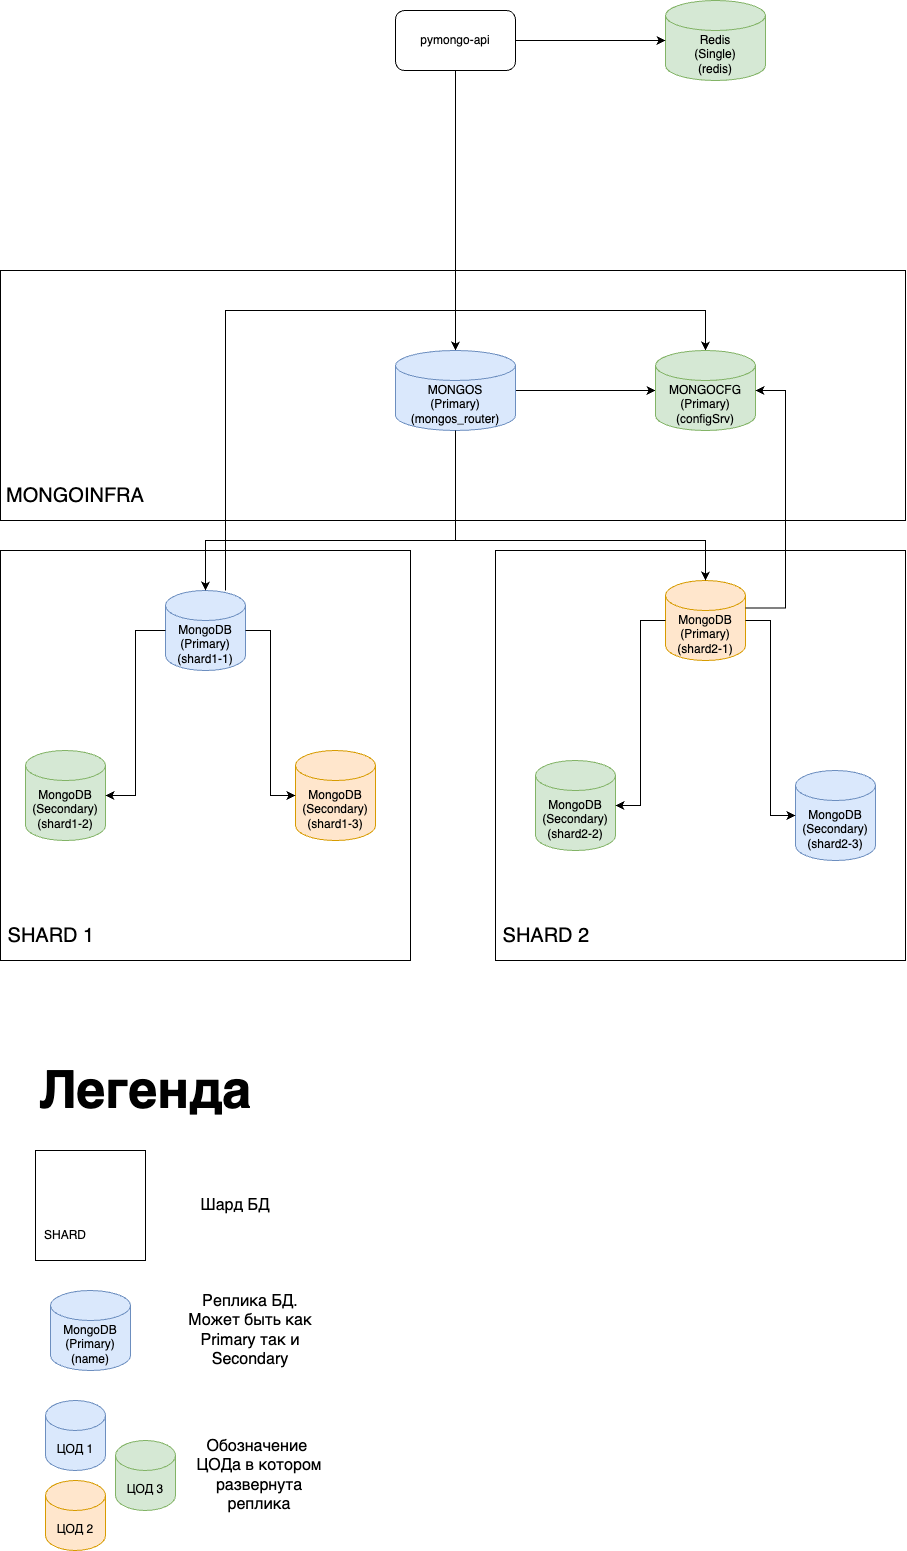 pymongo-api
Redis
(Single)
(redis)
MONGOS
(Primary)
(mongos_router)
MONGOCFG
(Primary)
(configSrv)
MONGOINFRA
MongoDB
(Primary)
(shard1-1)
MongoDB
(Secondary)
(shard1-2)
MongoDB
(Secondary)
(shard1-3)
SHARD 1
MongoDB
(Primary)
(shard2-1)
MongoDB
(Secondary)
(shard2-2)
MongoDB
(Secondary)
(shard2-3)
SHARD 2
Легенда
SHARD
Шард БД
MongoDB
(Primary)
(name)
Реплика БД.
Может быть как
Primary так и
Secondary
ЦОД 1
ЦОД 3
ЦОД 2
Обозначение
ЦОДа в котором
развернута
реплика